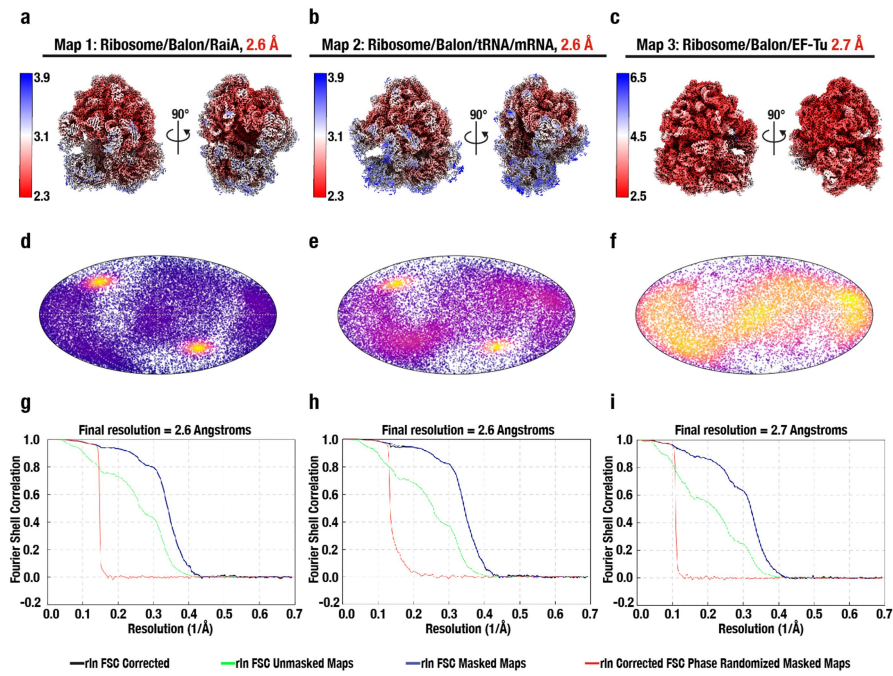 a
b
c
Map 1: Ribosome/Balon/RaiA, 2.6 Å
Map 2: Ribosome/Balon/tRNA/mRNA, 2.6 Å
Map 3: Ribosome/Balon/EF-Tu 2.7 Å
3.9
3.1
2.3
90°
3.9
3.1
2.3
90°
6.5
4.5
2.5
90°
d
e
f
g
h
i
Final resolution = 2.6 Angstroms
Fourier Shell Correlation
1.0
0.8
0.6
0.4
0.2
0.0
-0.2
0 0.1 0.2 0.3 0.4 0.5 0.6 0.7
Resolution (1/Å)
Final resolution = 2.6 Angstroms
Fourier Shell Correlation
1.0
0.8
0.6
0.4
0.2
0.0
-0.2
0 0.1 0.2 0.3 0.4 0.5 0.6 0.7
Resolution (1/Å)
Final resolution = 2.7 Angstroms
Fourier Shell Correlation
1.0
0.8
0.6
0.4
0.2
0.0
-0.2
0 0.1 0.2 0.3 0.4 0.5 0.6 0.7
Resolution (1/Å)
rln FSC Corrected
rln FSC Unmasked Maps
rln FSC Masked Maps
rln Corrected FSC Phase Randomized Masked Maps